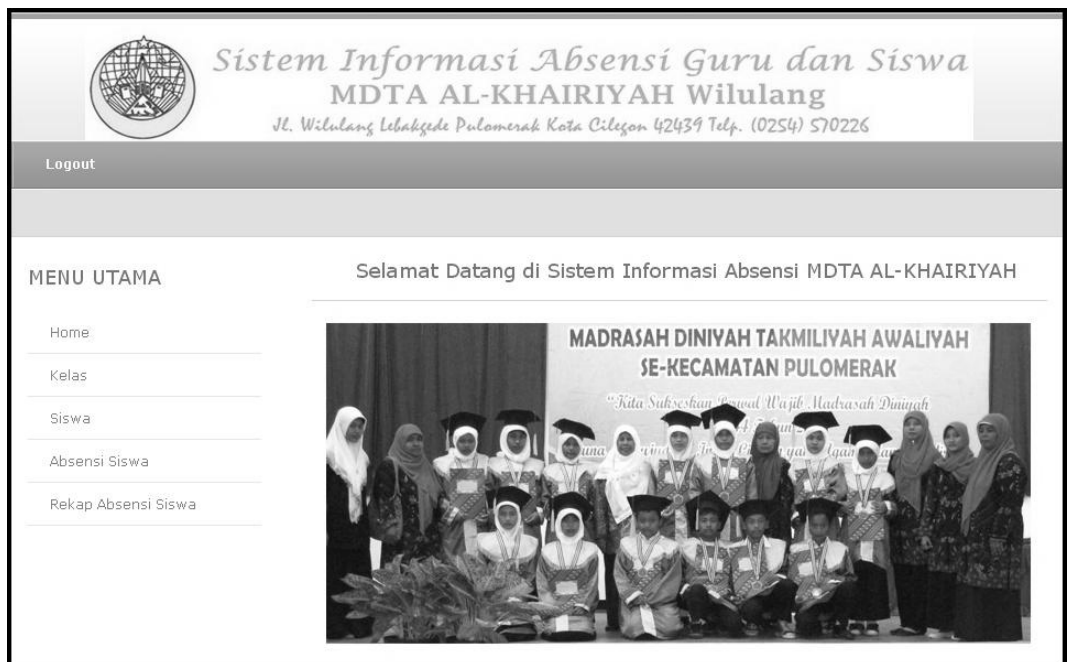 Sistem Informasi Absensi Guru dan Siswa
MDTA AL-KHAIRIYAH Wilulang
Jl. Wilulang Lebakgede Pulomerak Kota Cilegon 42439 Telp. (0254) 570226
Logout
MENU UTAMA
Home
Kelas
Siswa
Absensi Siswa
Rekap Absensi Siswa
Selamat Datang di Sistem Informasi Absensi MDTA AL-KHAIRIYAH
MADRASAH DINIYAH TAKMILIYAH AWALIYAH
SE-KECAMATAN PULOMERAK
"Kita Sukseskan Perwal Wajib Madrasah Diniyah